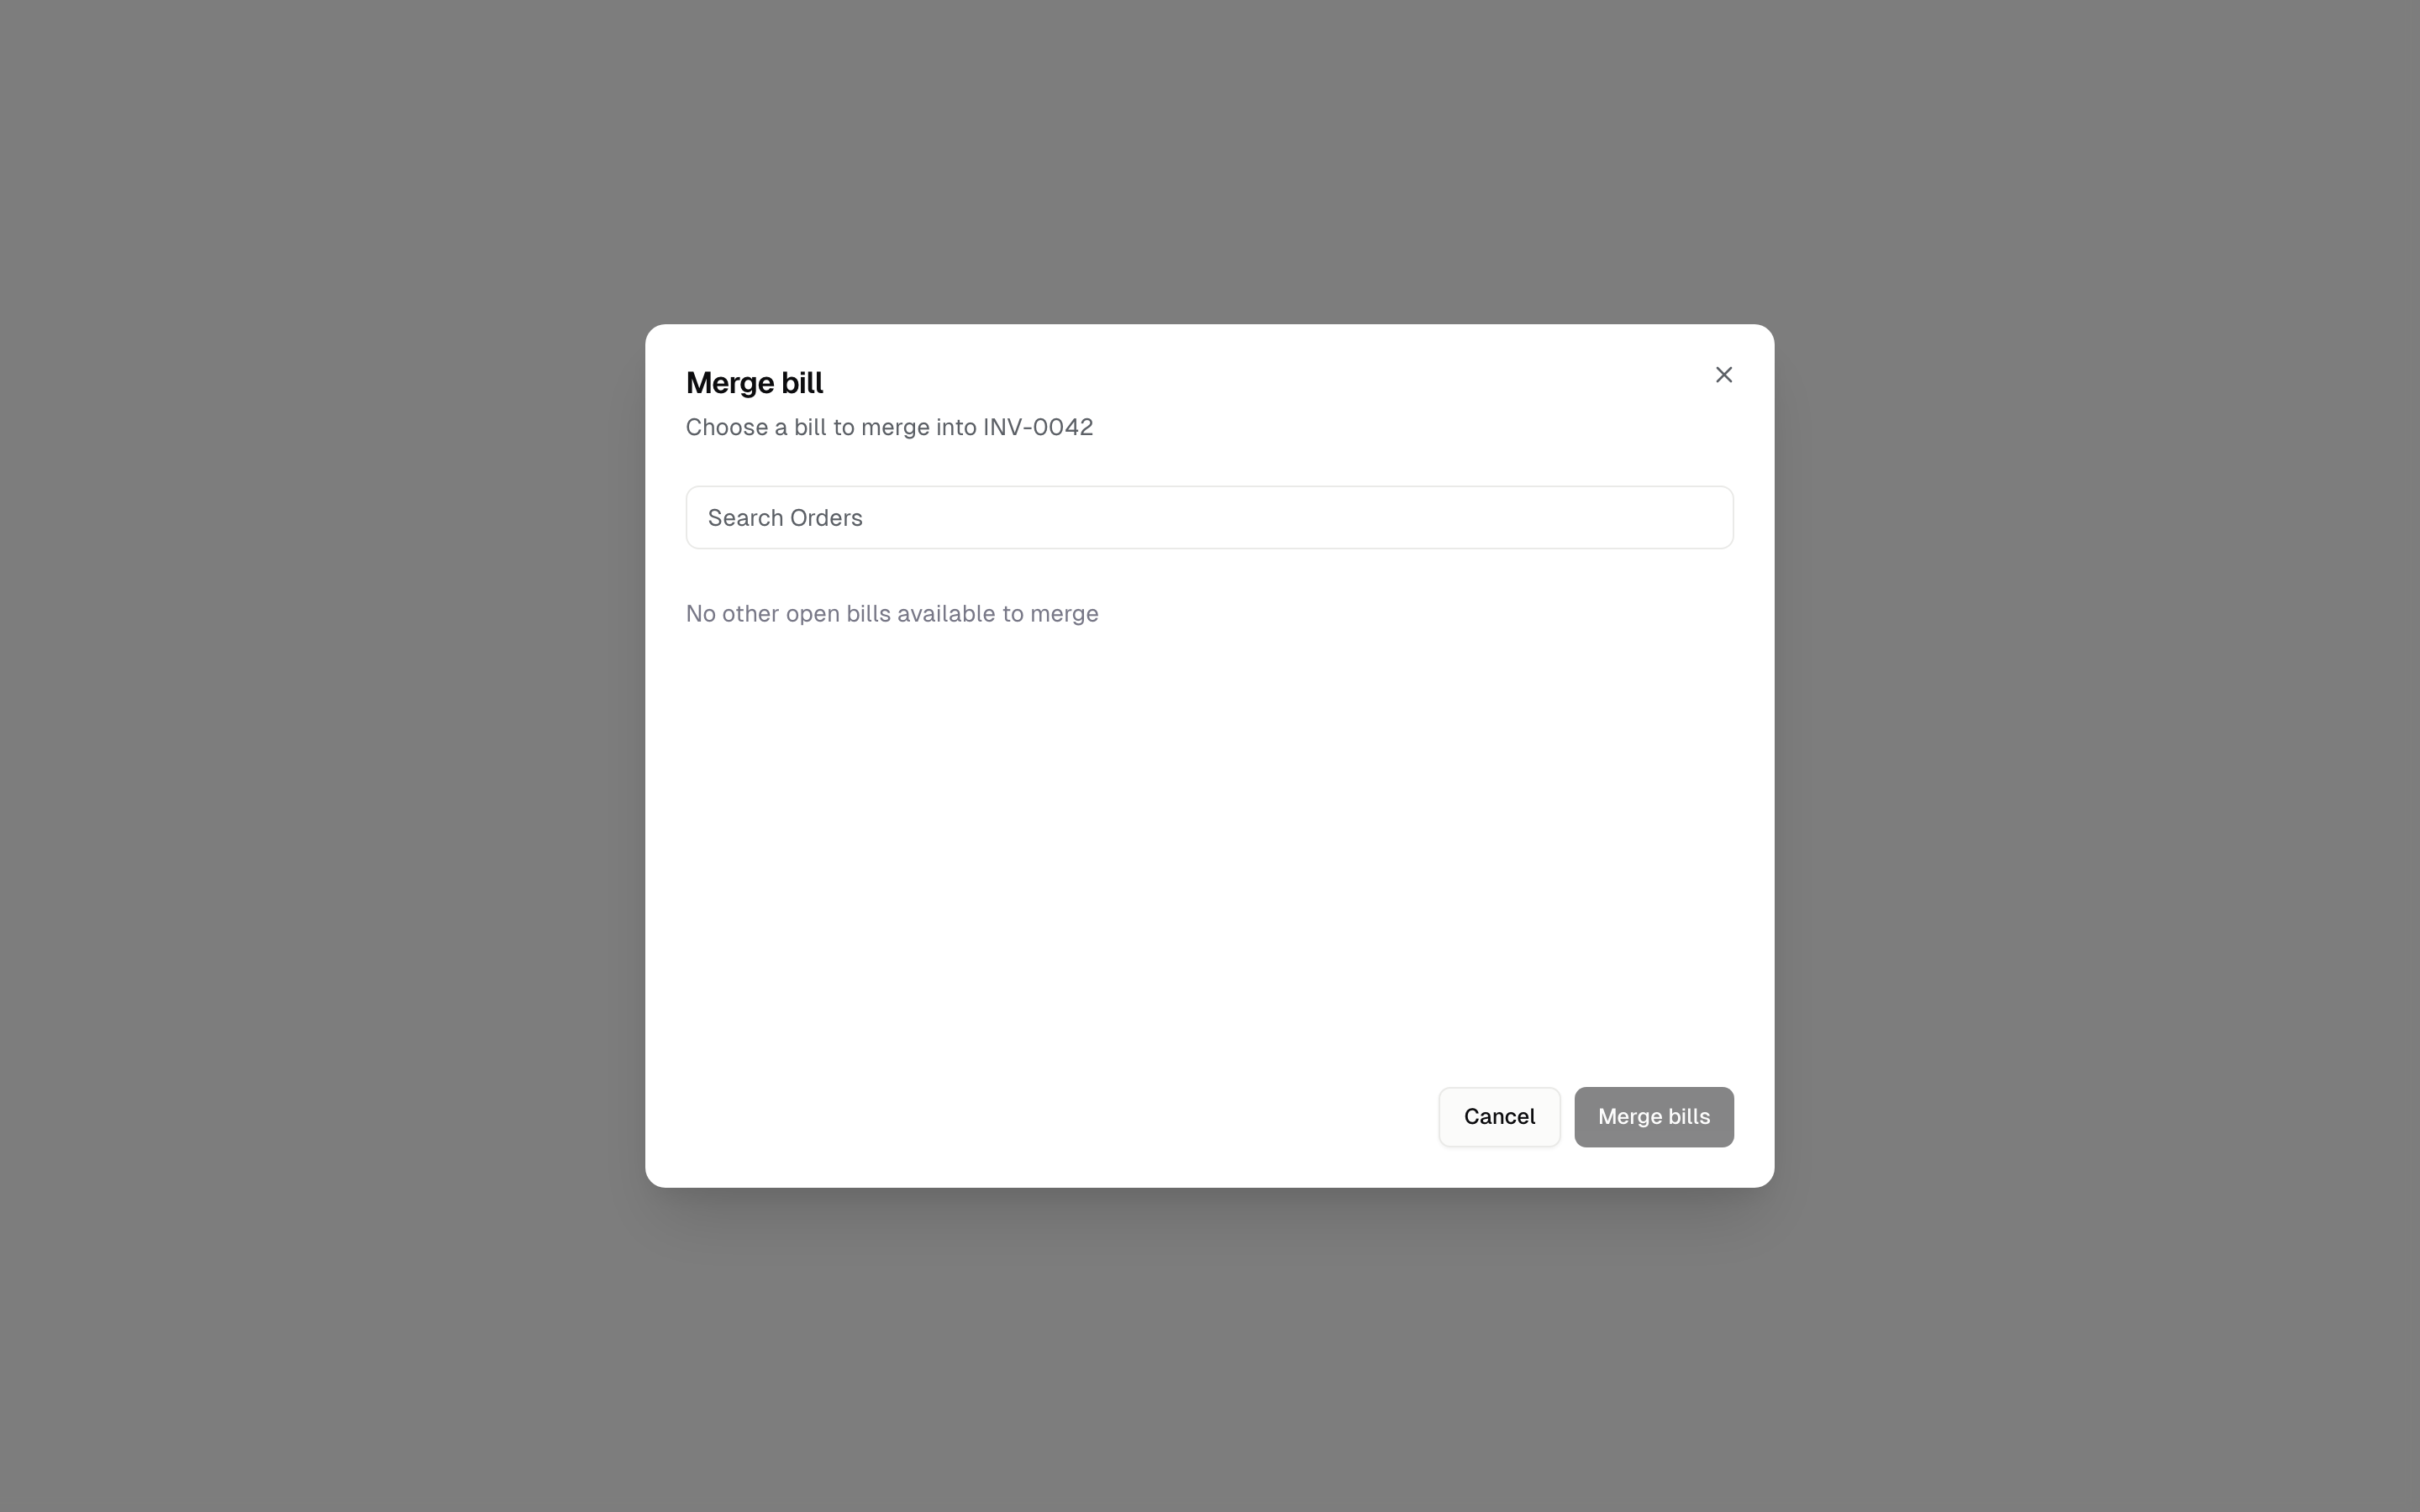 Merge bill
Choose a bill to merge into INV-0042
Search Orders
No other open bills available to merge
Cancel
Merge bills